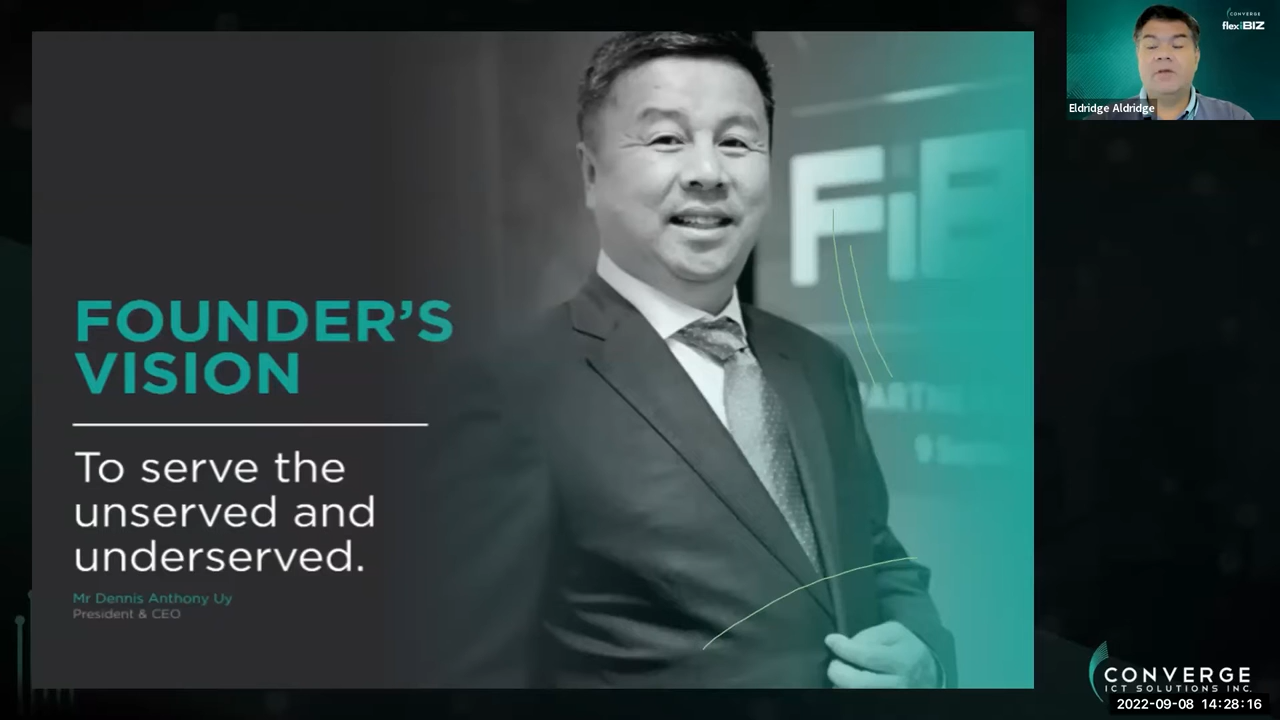 FOUNDER'S
VISION
To serve the
unserved and
underserved.
Mr Dennis Anthony Uy
President & CEO
CONVERGE
flexiBIZ
Eldridge Aldridge
CONVERGE
ICT SOLUTIONS INC.
2022-09-08 14:28:16